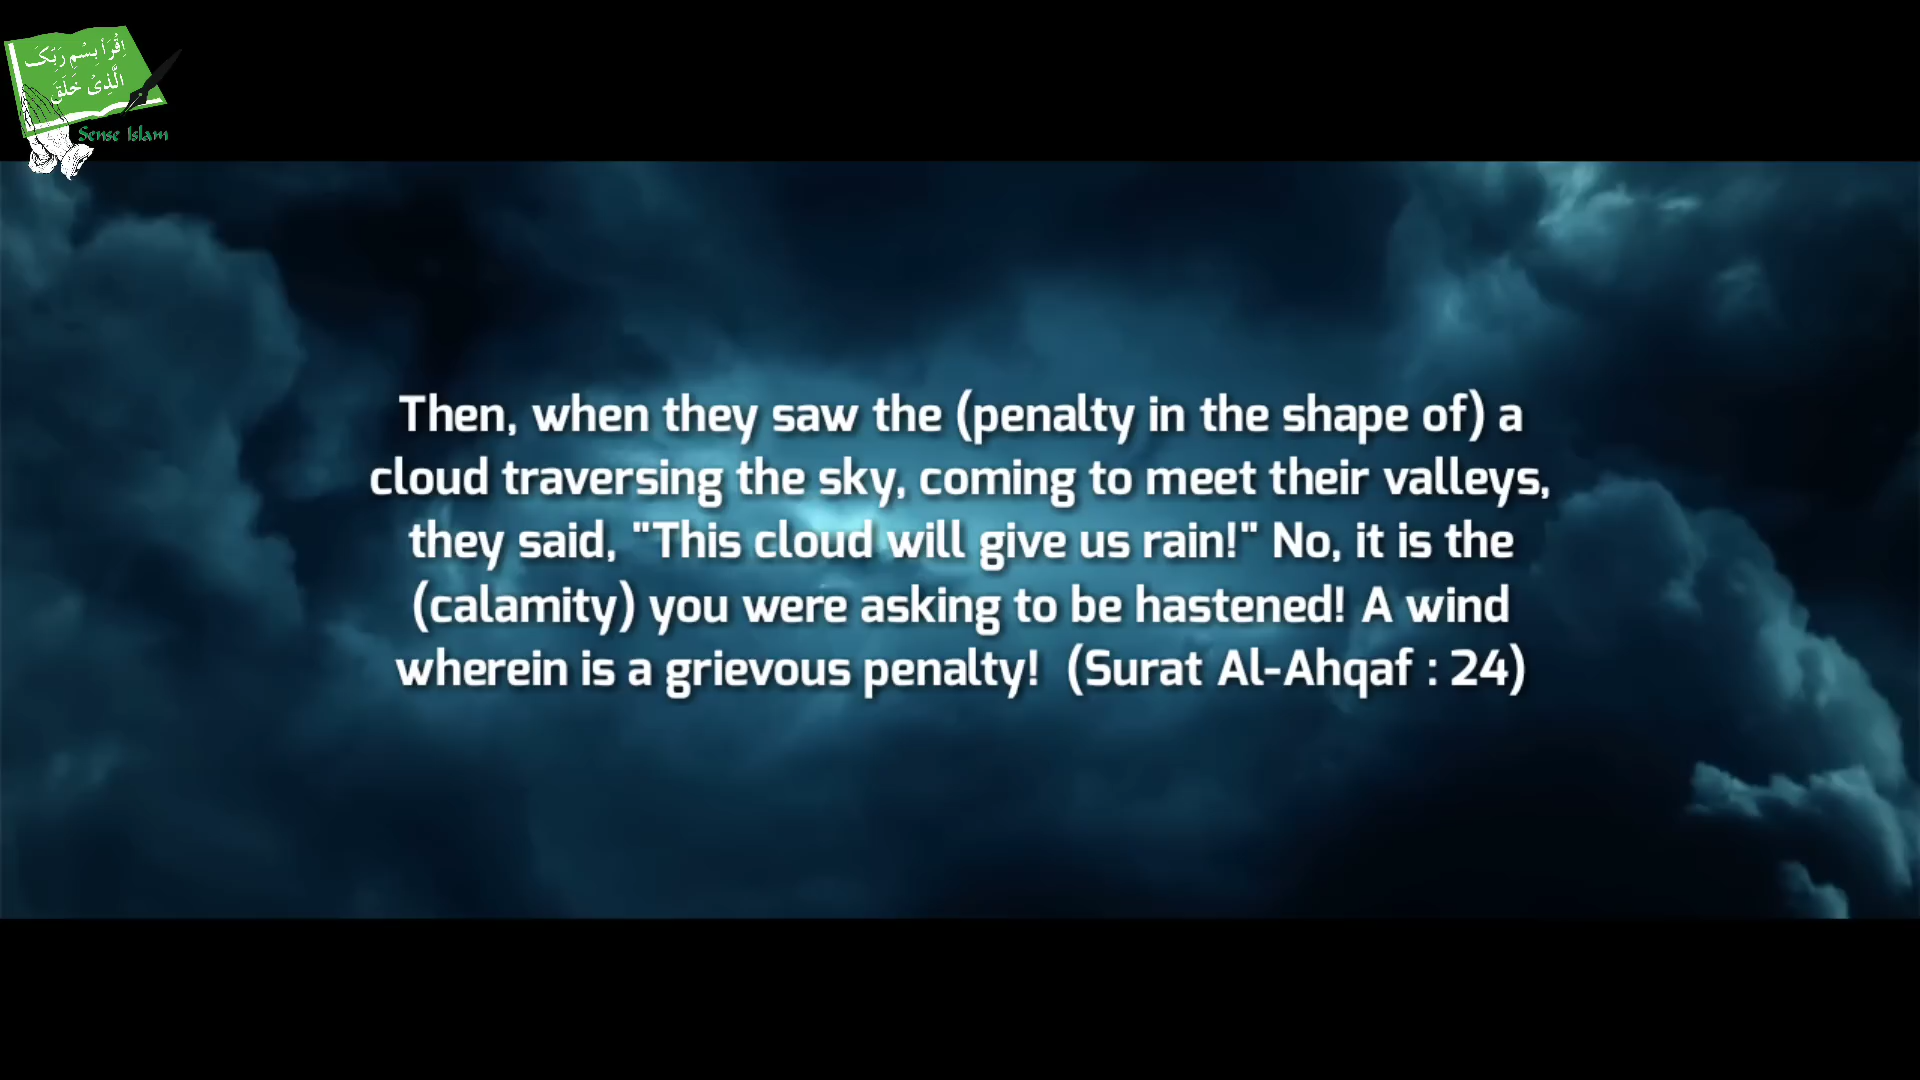 اِقْرَاْ بِسْمِ رَبِّکَ
الَّذِیْ خَلَقَ
Sense Islam
Then, when they saw the (penalty in the shape of) a
cloud traversing the sky, coming to meet their valleys,
they said, "This cloud will give us rain!" No, it is the
(calamity) you were asking to be hastened! A wind
wherein is a grievous penalty!  (Surat Al-Ahqaf : 24)